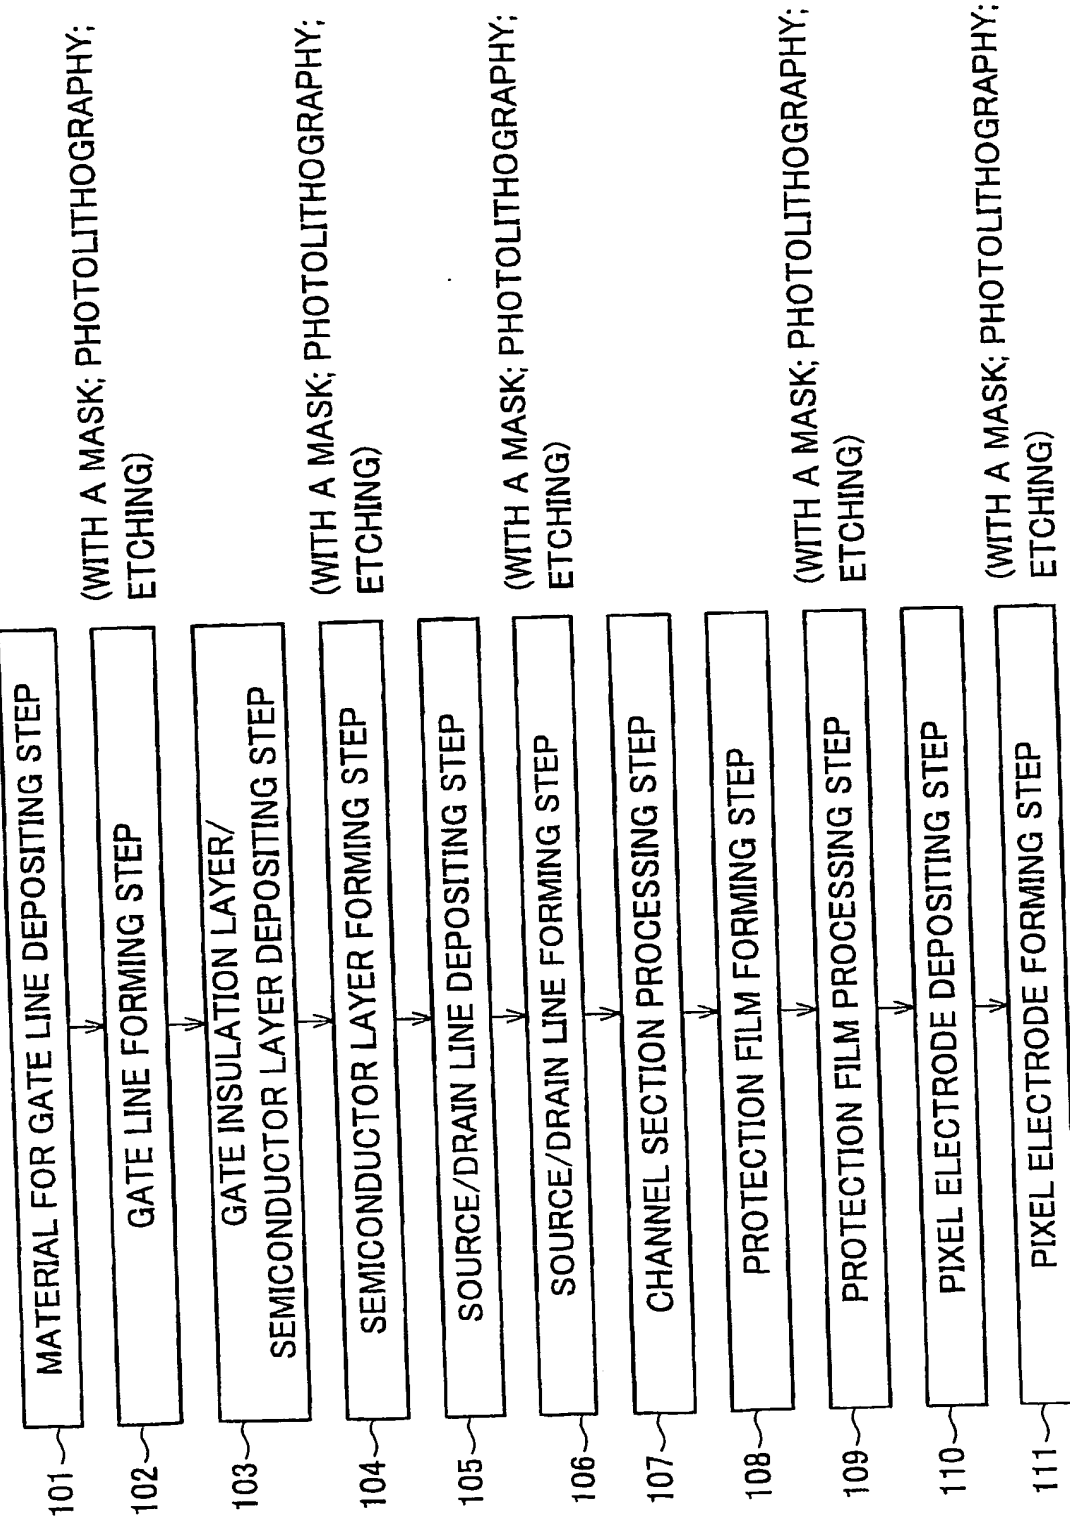 101
MATERIAL FOR GATE LINE DEPOSITING STEP
102
GATE LINE FORMING STEP
(WITH A MASK; PHOTOLITHOGRAPHY;
ETCHING)
103
GATE INSULATION LAYER/
SEMICONDUCTOR LAYER DEPOSITING STEP
104
SEMICONDUCTOR LAYER FORMING STEP
(WITH A MASK; PHOTOLITHOGRAPHY;
ETCHING)
105
SOURCE/DRAIN LINE DEPOSITING STEP
106
SOURCE/DRAIN LINE FORMING STEP
(WITH A MASK; PHOTOLITHOGRAPHY;
ETCHING)
107
CHANNEL SECTION PROCESSING STEP
108
PROTECTION FILM FORMING STEP
109
PROTECTION FILM PROCESSING STEP
(WITH A MASK; PHOTOLITHOGRAPHY;
ETCHING)
110
PIXEL ELECTRODE DEPOSITING STEP
111
PIXEL ELECTRODE FORMING STEP
(WITH A MASK; PHOTOLITHOGRAPHY;
ETCHING)